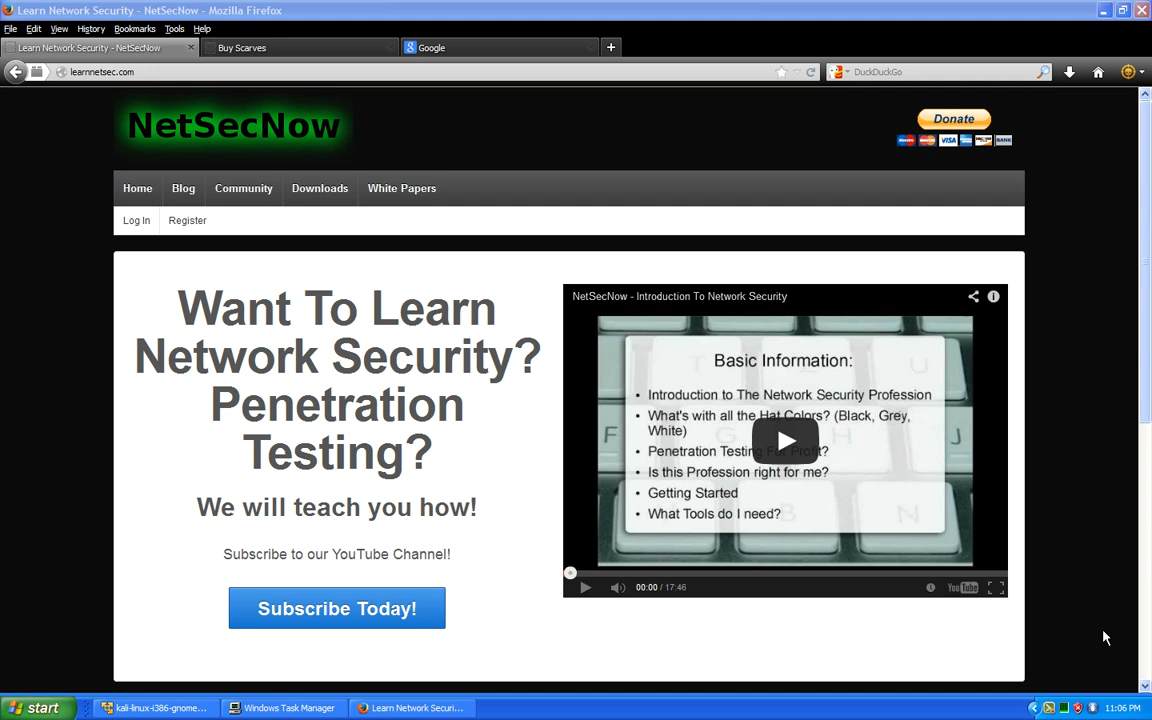 Learn Network Security - NetSecNow - Mozilla Firefox
File Edit View History Bookmarks Tools Help
Learn Network Security - NetSecNow
Buy Scarves
Google
learnnetsec.com
DuckDuckGo
NetSecNow
Donate
VISA
BANK
Home Blog Community Downloads White Papers
Log In Register
Want To Learn
Network Security?
Penetration
Testing?
We will teach you how!
Subscribe to our YouTube Channel!
Subscribe Today!
NetSecNow - Introduction To Network Security
Basic Information:
• Introduction to The Network Security Profession
• What's with all the Hat Colors? (Black, Grey,
White)
• Penetration Testing For Profit?
• Is this Profession right for me?
• Getting Started
• What Tools do I need?
00:00 / 17:46
YouTube
start
kali-linux-i386-gnome...
Windows Task Manager
Learn Network Securi...
11:06 PM